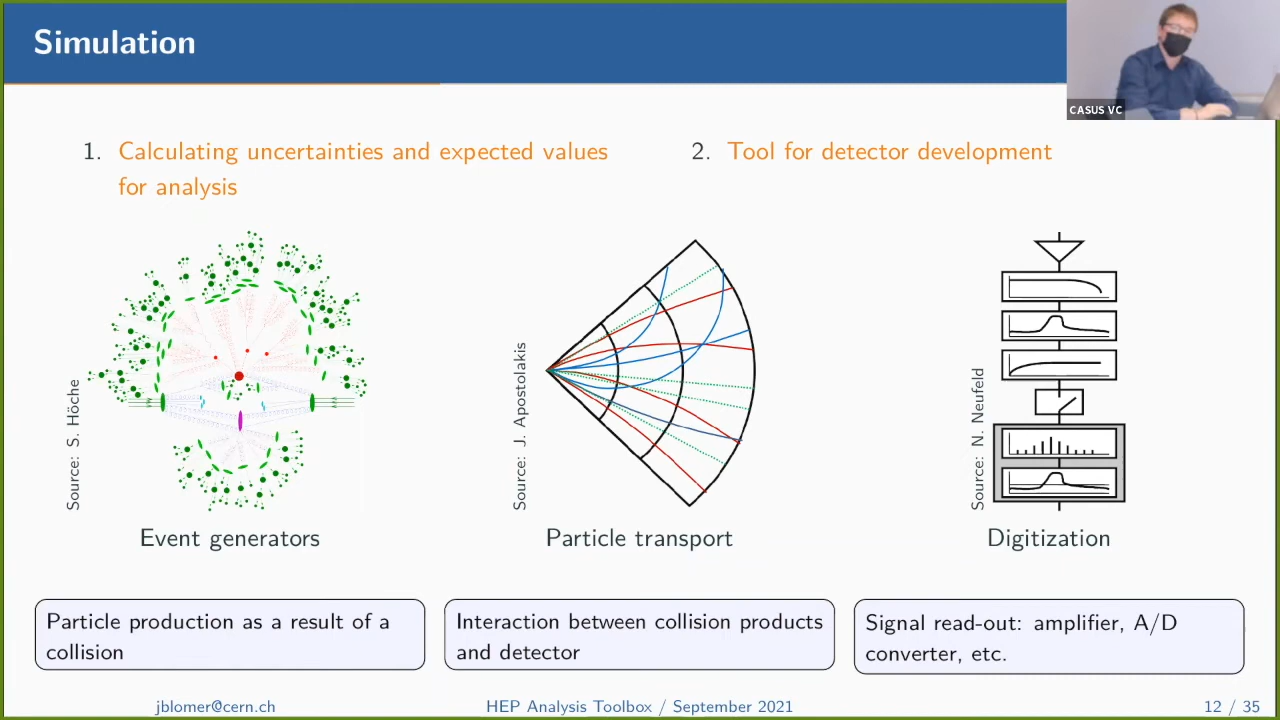 Simulation
CASUS VC
1. Calculating uncertainties and expected values
for analysis
2. Tool for detector development
Source: S. Höche
Source: J. Apostolakis
Source: N. Neufeld
Event generators
Particle transport
Digitization
Particle production as a result of a
collision
Interaction between collision products
and detector
Signal read-out: amplifier, A/D
converter, etc.
jblomer@cern.ch
HEP Analysis Toolbox / September 2021
12 / 35